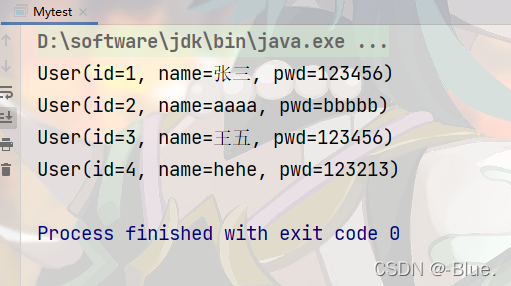 Mytest
D:\software\jdk\bin\java.exe ...
User(id=1, name=张三, pwd=123456)
User(id=2, name=aaaa, pwd=bbbbb)
User(id=3, name=王五, pwd=123456)
User(id=4, name=hehe, pwd=123213)
Process finished with exit code 0
CSDN @-Blue.